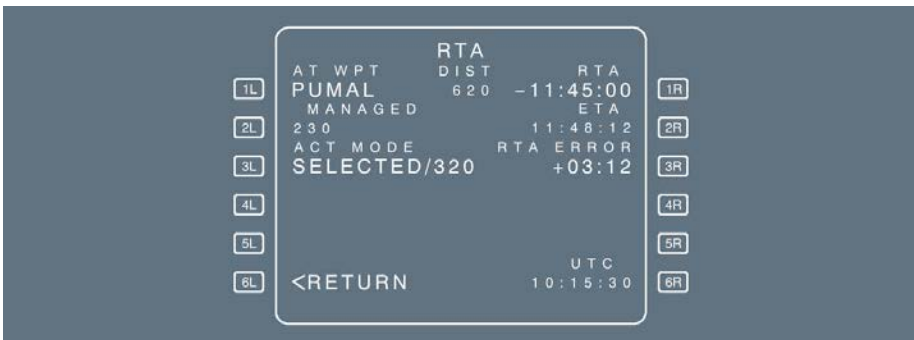 RTA
AT WPT DIST RTA
1L PUMAL 620 -11:45:00 1R
MANAGED ETA
2L 230 11:48:12 2R
ACT MODE RTA ERROR
3L SELECTED/320 +03:12 3R
4L 4R
5L 5R
UTC
6L <RETURN 10:15:30 6R